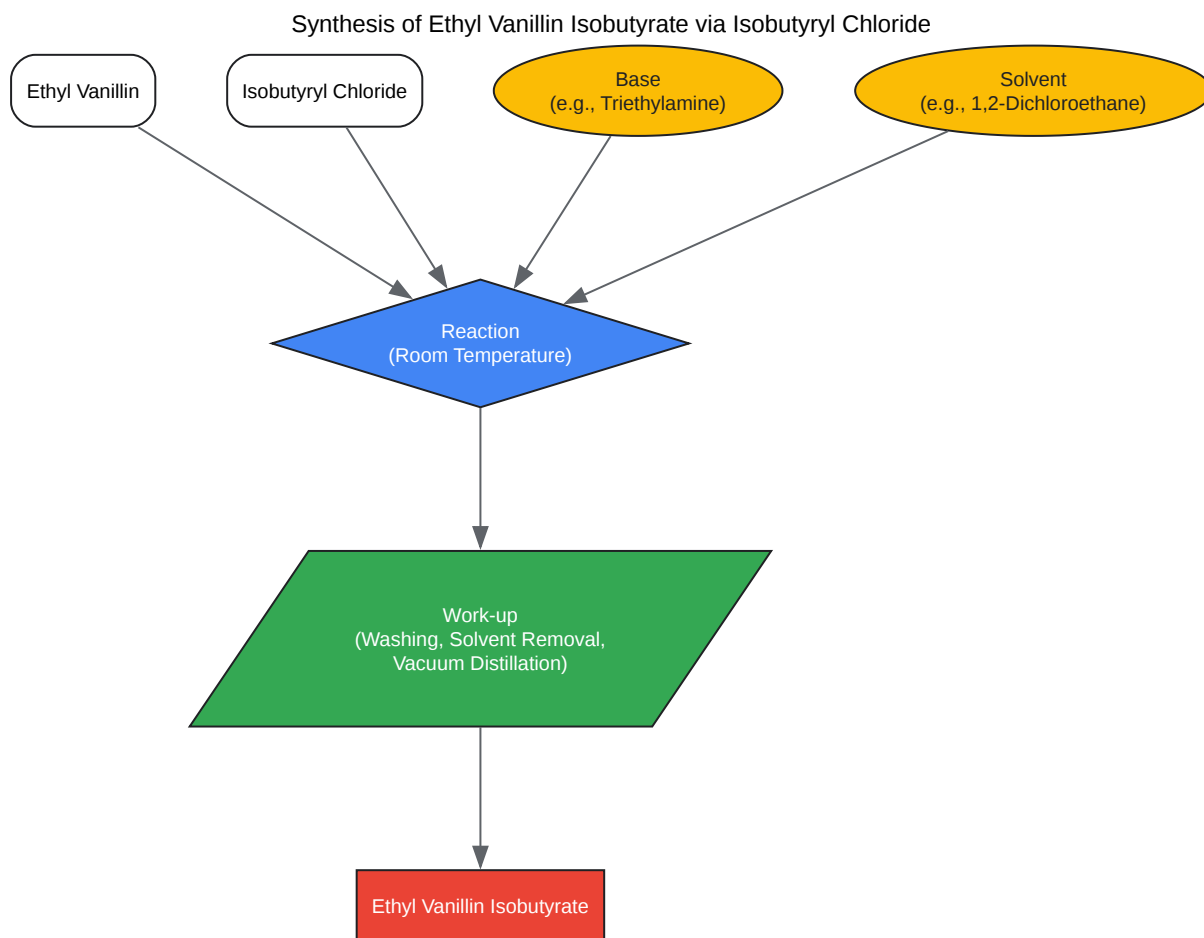 Synthesis of Ethyl Vanillin Isobutyrate via Isobutyryl Chloride
Ethyl Vanillin
Isobutyryl Chloride
Base
(e.g., Triethylamine)
Solvent
(e.g., 1,2-Dichloroethane)
Reaction
(Room Temperature)
Work-up
(Washing, Solvent Removal,
Vacuum Distillation)
Ethyl Vanillin Isobutyrate